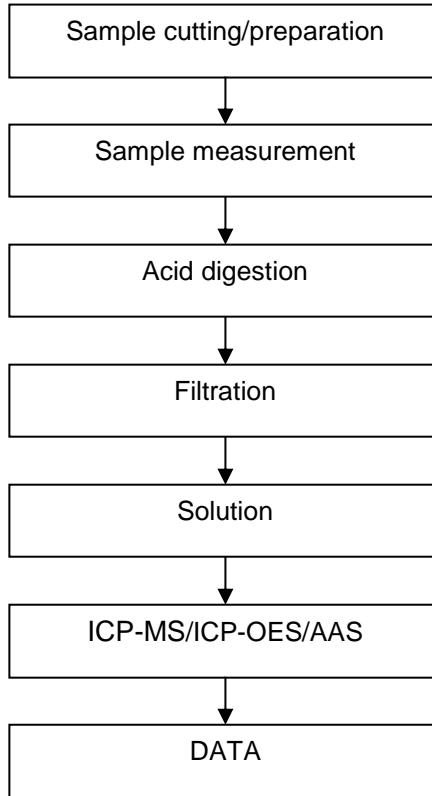 Sample cutting/preparation
Sample measurement
Acid digestion
Filtration
Solution
ICP-MS/ICP-OES/AAS
DATA